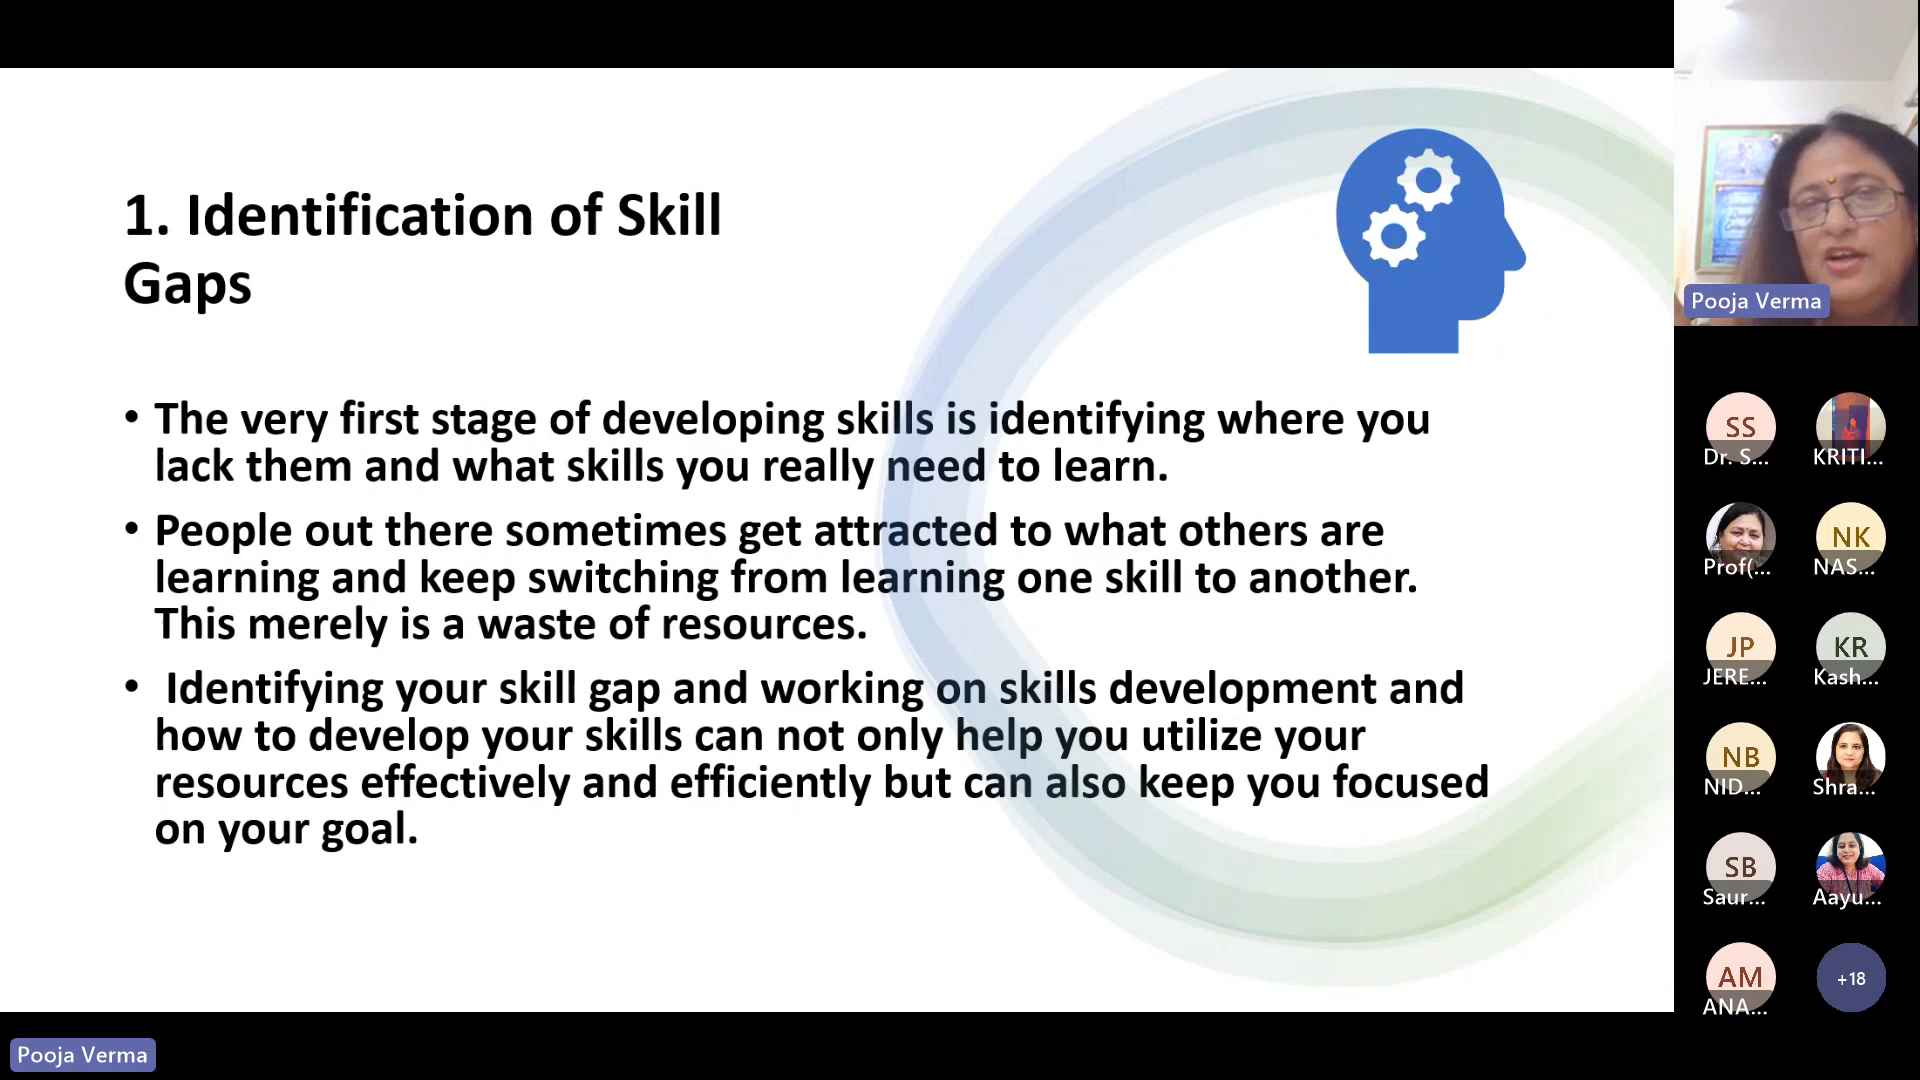 1. Identification of Skill
Gaps
• The very first stage of developing skills is identifying where you
lack them and what skills you really need to learn.
• People out there sometimes get attracted to what others are
learning and keep switching from learning one skill to another.
This merely is a waste of resources.
• Identifying your skill gap and working on skills development and
how to develop your skills can not only help you utilize your
resources effectively and efficiently but can also keep you focused
on your goal.
Pooja Verma
SS
Dr. S...
KRITI...
Prof(...
NK
NAS...
JP
JERE...
KR
Kash...
NB
NID...
Shra...
SB
Saur...
Aayu...
AM
ANA...
+18
Pooja Verma